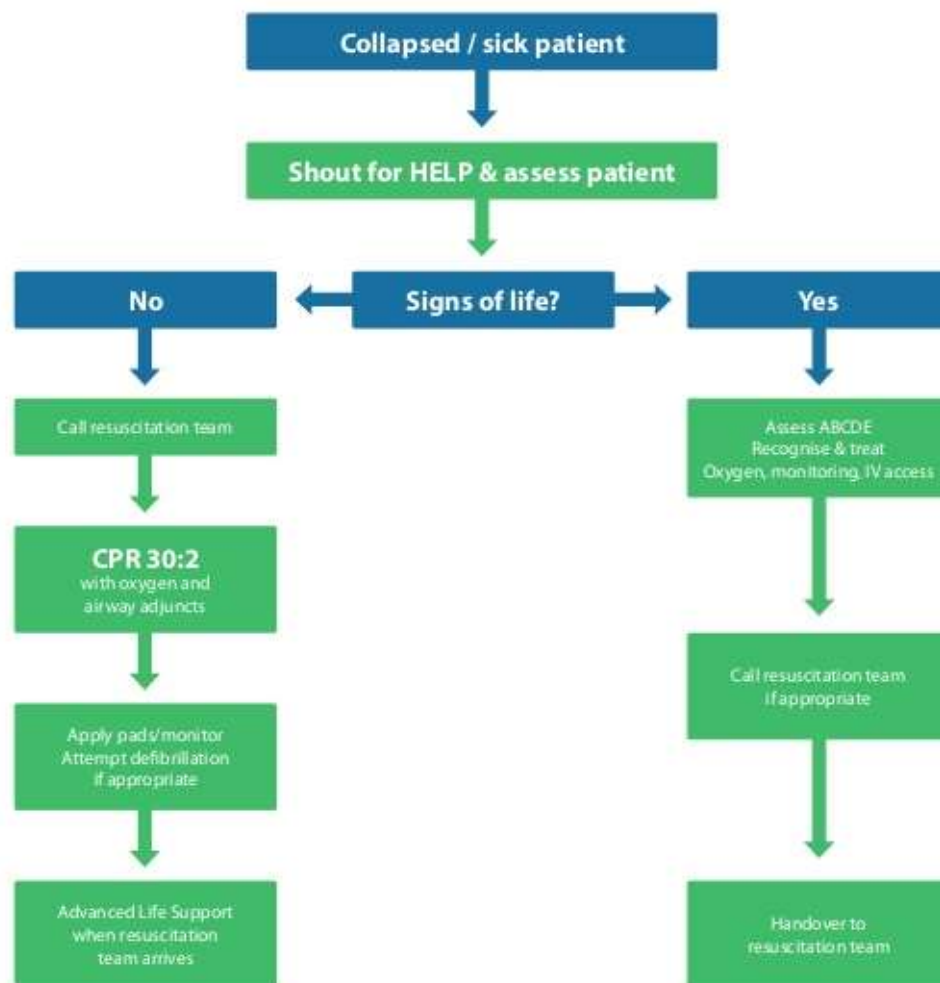 Collapsed / sick patient
Shout for HELP & assess patient
No
Signs of life?
Yes
Call resuscitation team
CPR 30:2
with oxygen and
airway adjuncts
Apply pads/monitor
Attempt defibrillation
if appropriate
Advanced Life Support
when resuscitation
team arrives
Assess ABCDE
Recognise & treat
Oxygen, monitoring, IV access
Call resuscitation team
if appropriate
Handover to
resuscitation team